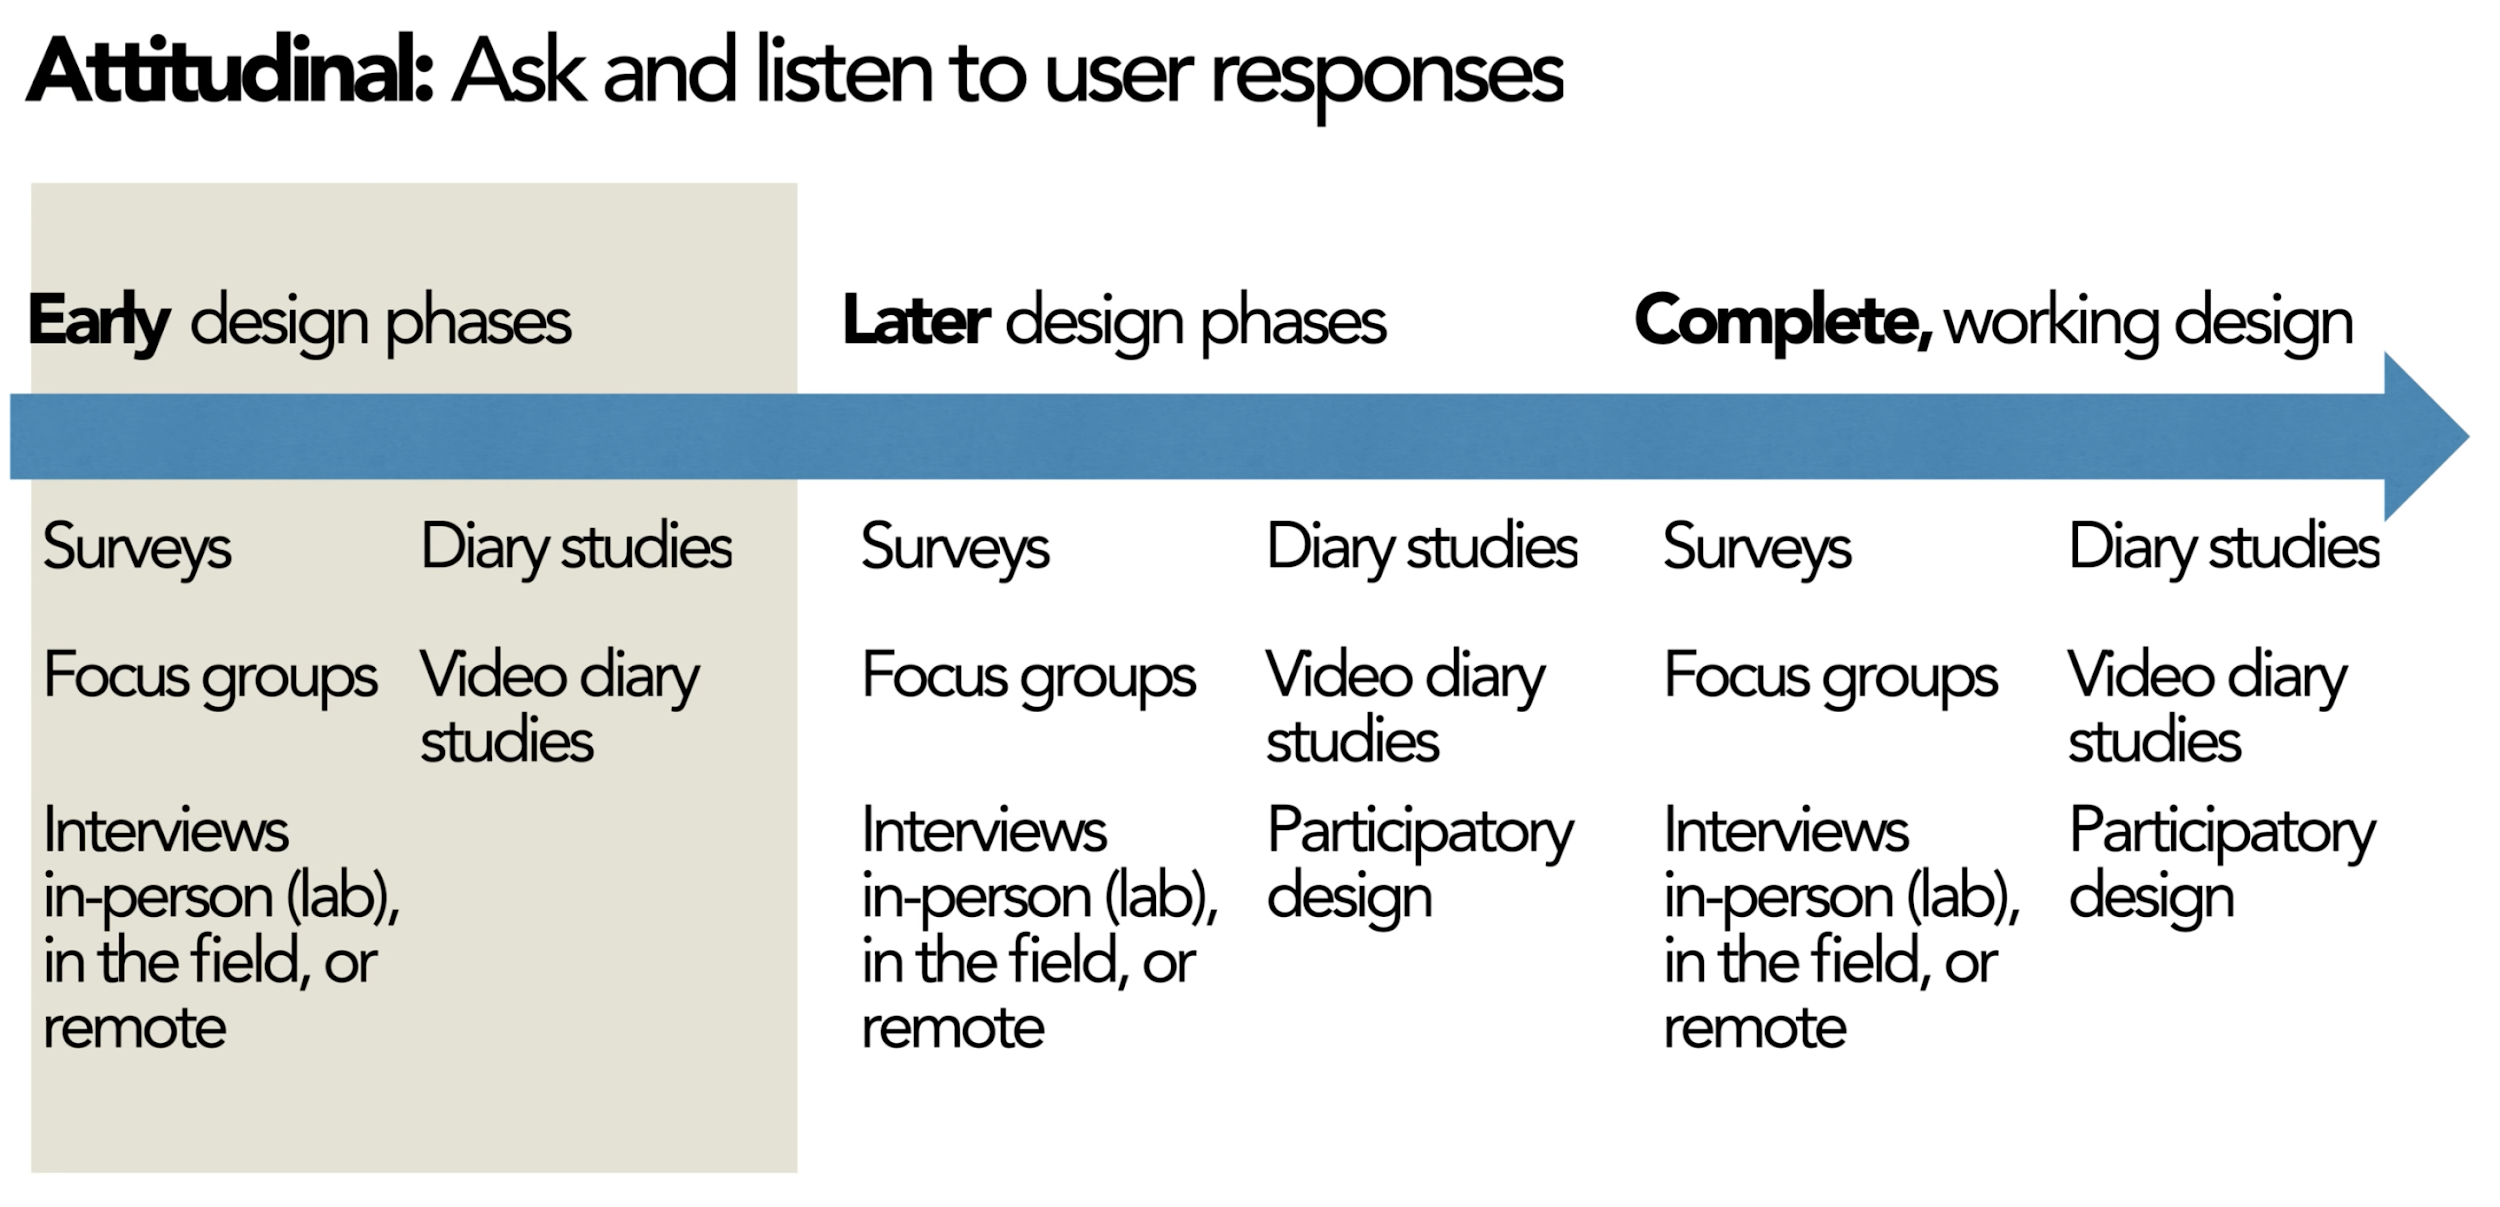 Attitudinal: Ask and listen to user responses
Early design phases
Surveys
Focus groups
Interviews
in-person (lab),
in the field, or
remote
Diary studies
Video diary
studies
Later design phases
Surveys
Focus groups
Interviews
in-person (lab),
in the field, or
remote
Diary studies
Video diary
studies
Participatory
design
Complete, working design
Surveys
Focus groups
Interviews
in-person (lab),
in the field, or
remote
Diary studies
Video diary
studies
Participatory
design